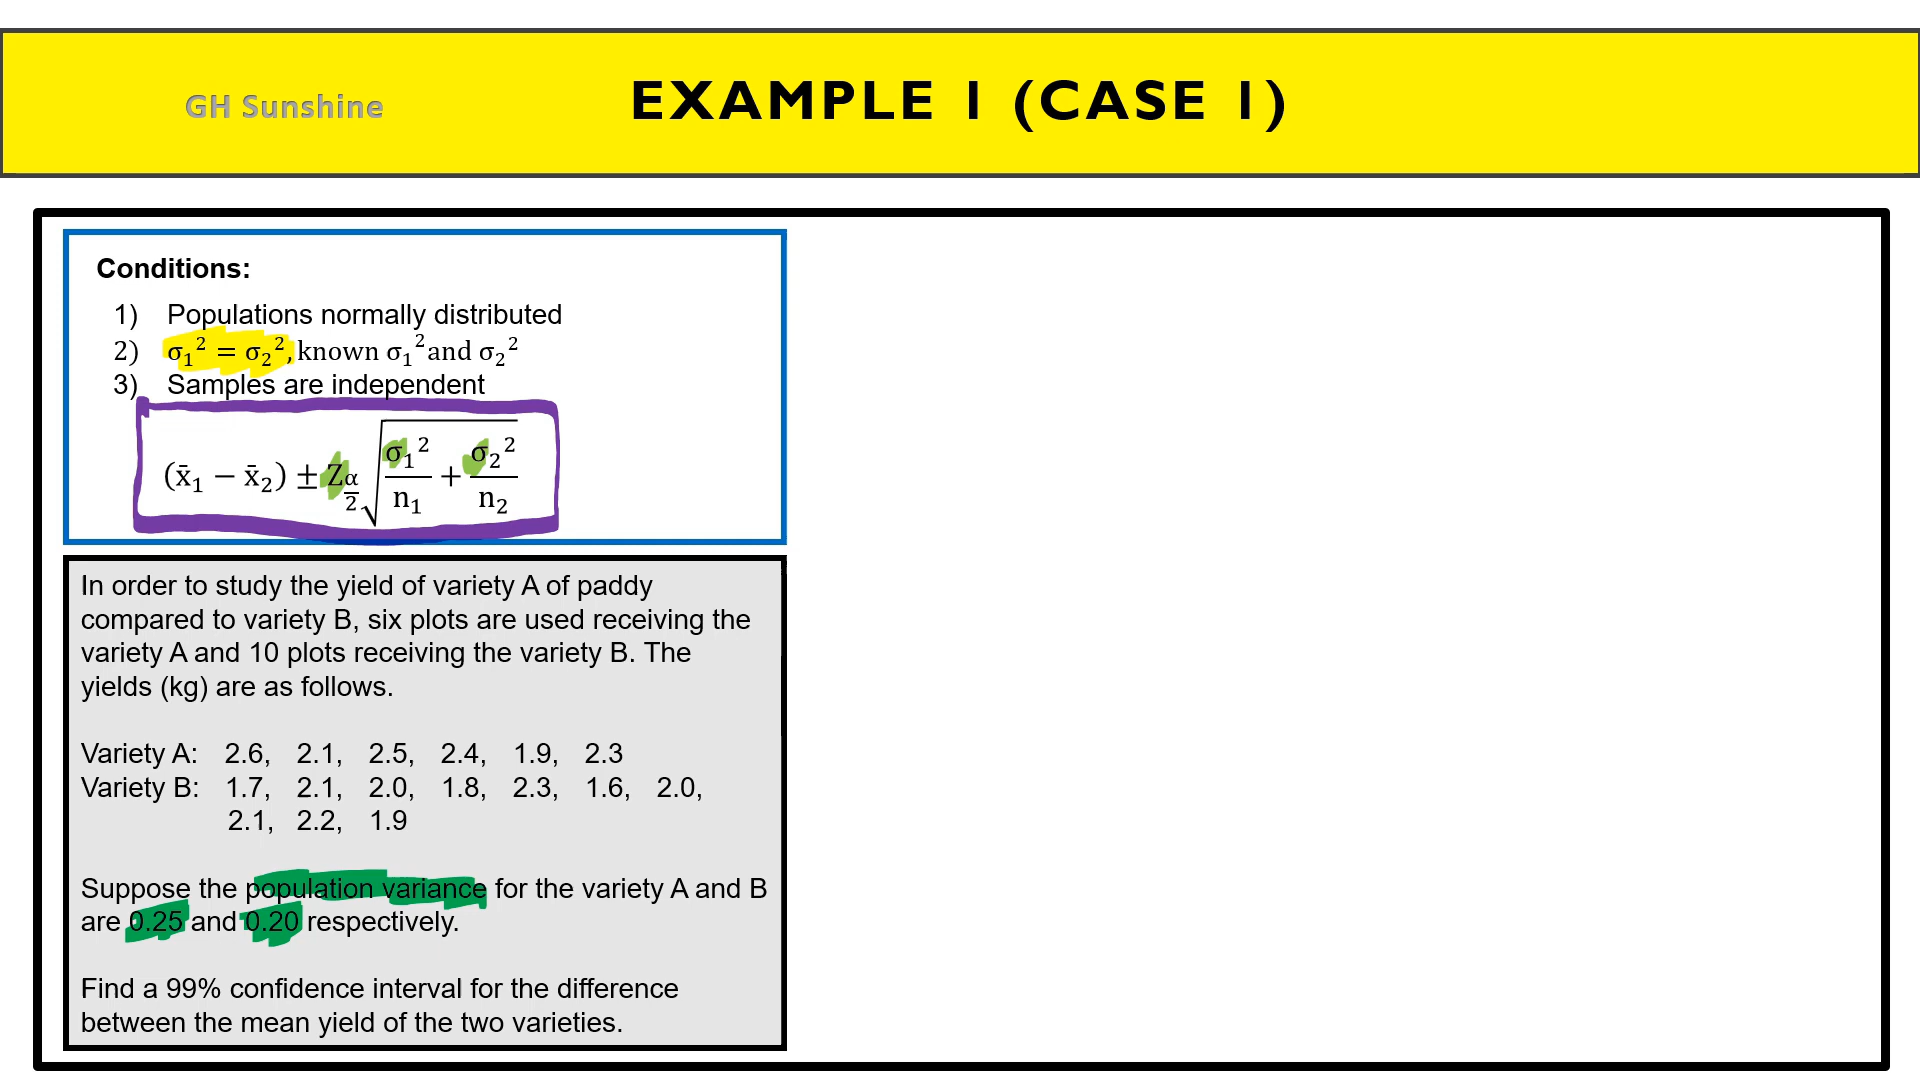 GH Sunshine
EXAMPLE 1 (CASE 1)
Conditions:
1) Populations normally distributed
2) σ₁² = σ₂², known σ₁² and σ₂²
3) Samples are independent
(x̄₁ − x̄₂) ± Z_{α/2} √(σ₁²/n₁ + σ₂²/n₂)
In order to study the yield of variety A of paddy
compared to variety B, six plots are used receiving the
variety A and 10 plots receiving the variety B. The
yields (kg) are as follows.
Variety A: 2.6, 2.1, 2.5, 2.4, 1.9, 2.3
Variety B: 1.7, 2.1, 2.0, 1.8, 2.3, 1.6, 2.0,
2.1, 2.2, 1.9
Suppose the population variance for the variety A and B
are 0.25 and 0.20 respectively.
Find a 99% confidence interval for the difference
between the mean yield of the two varieties.